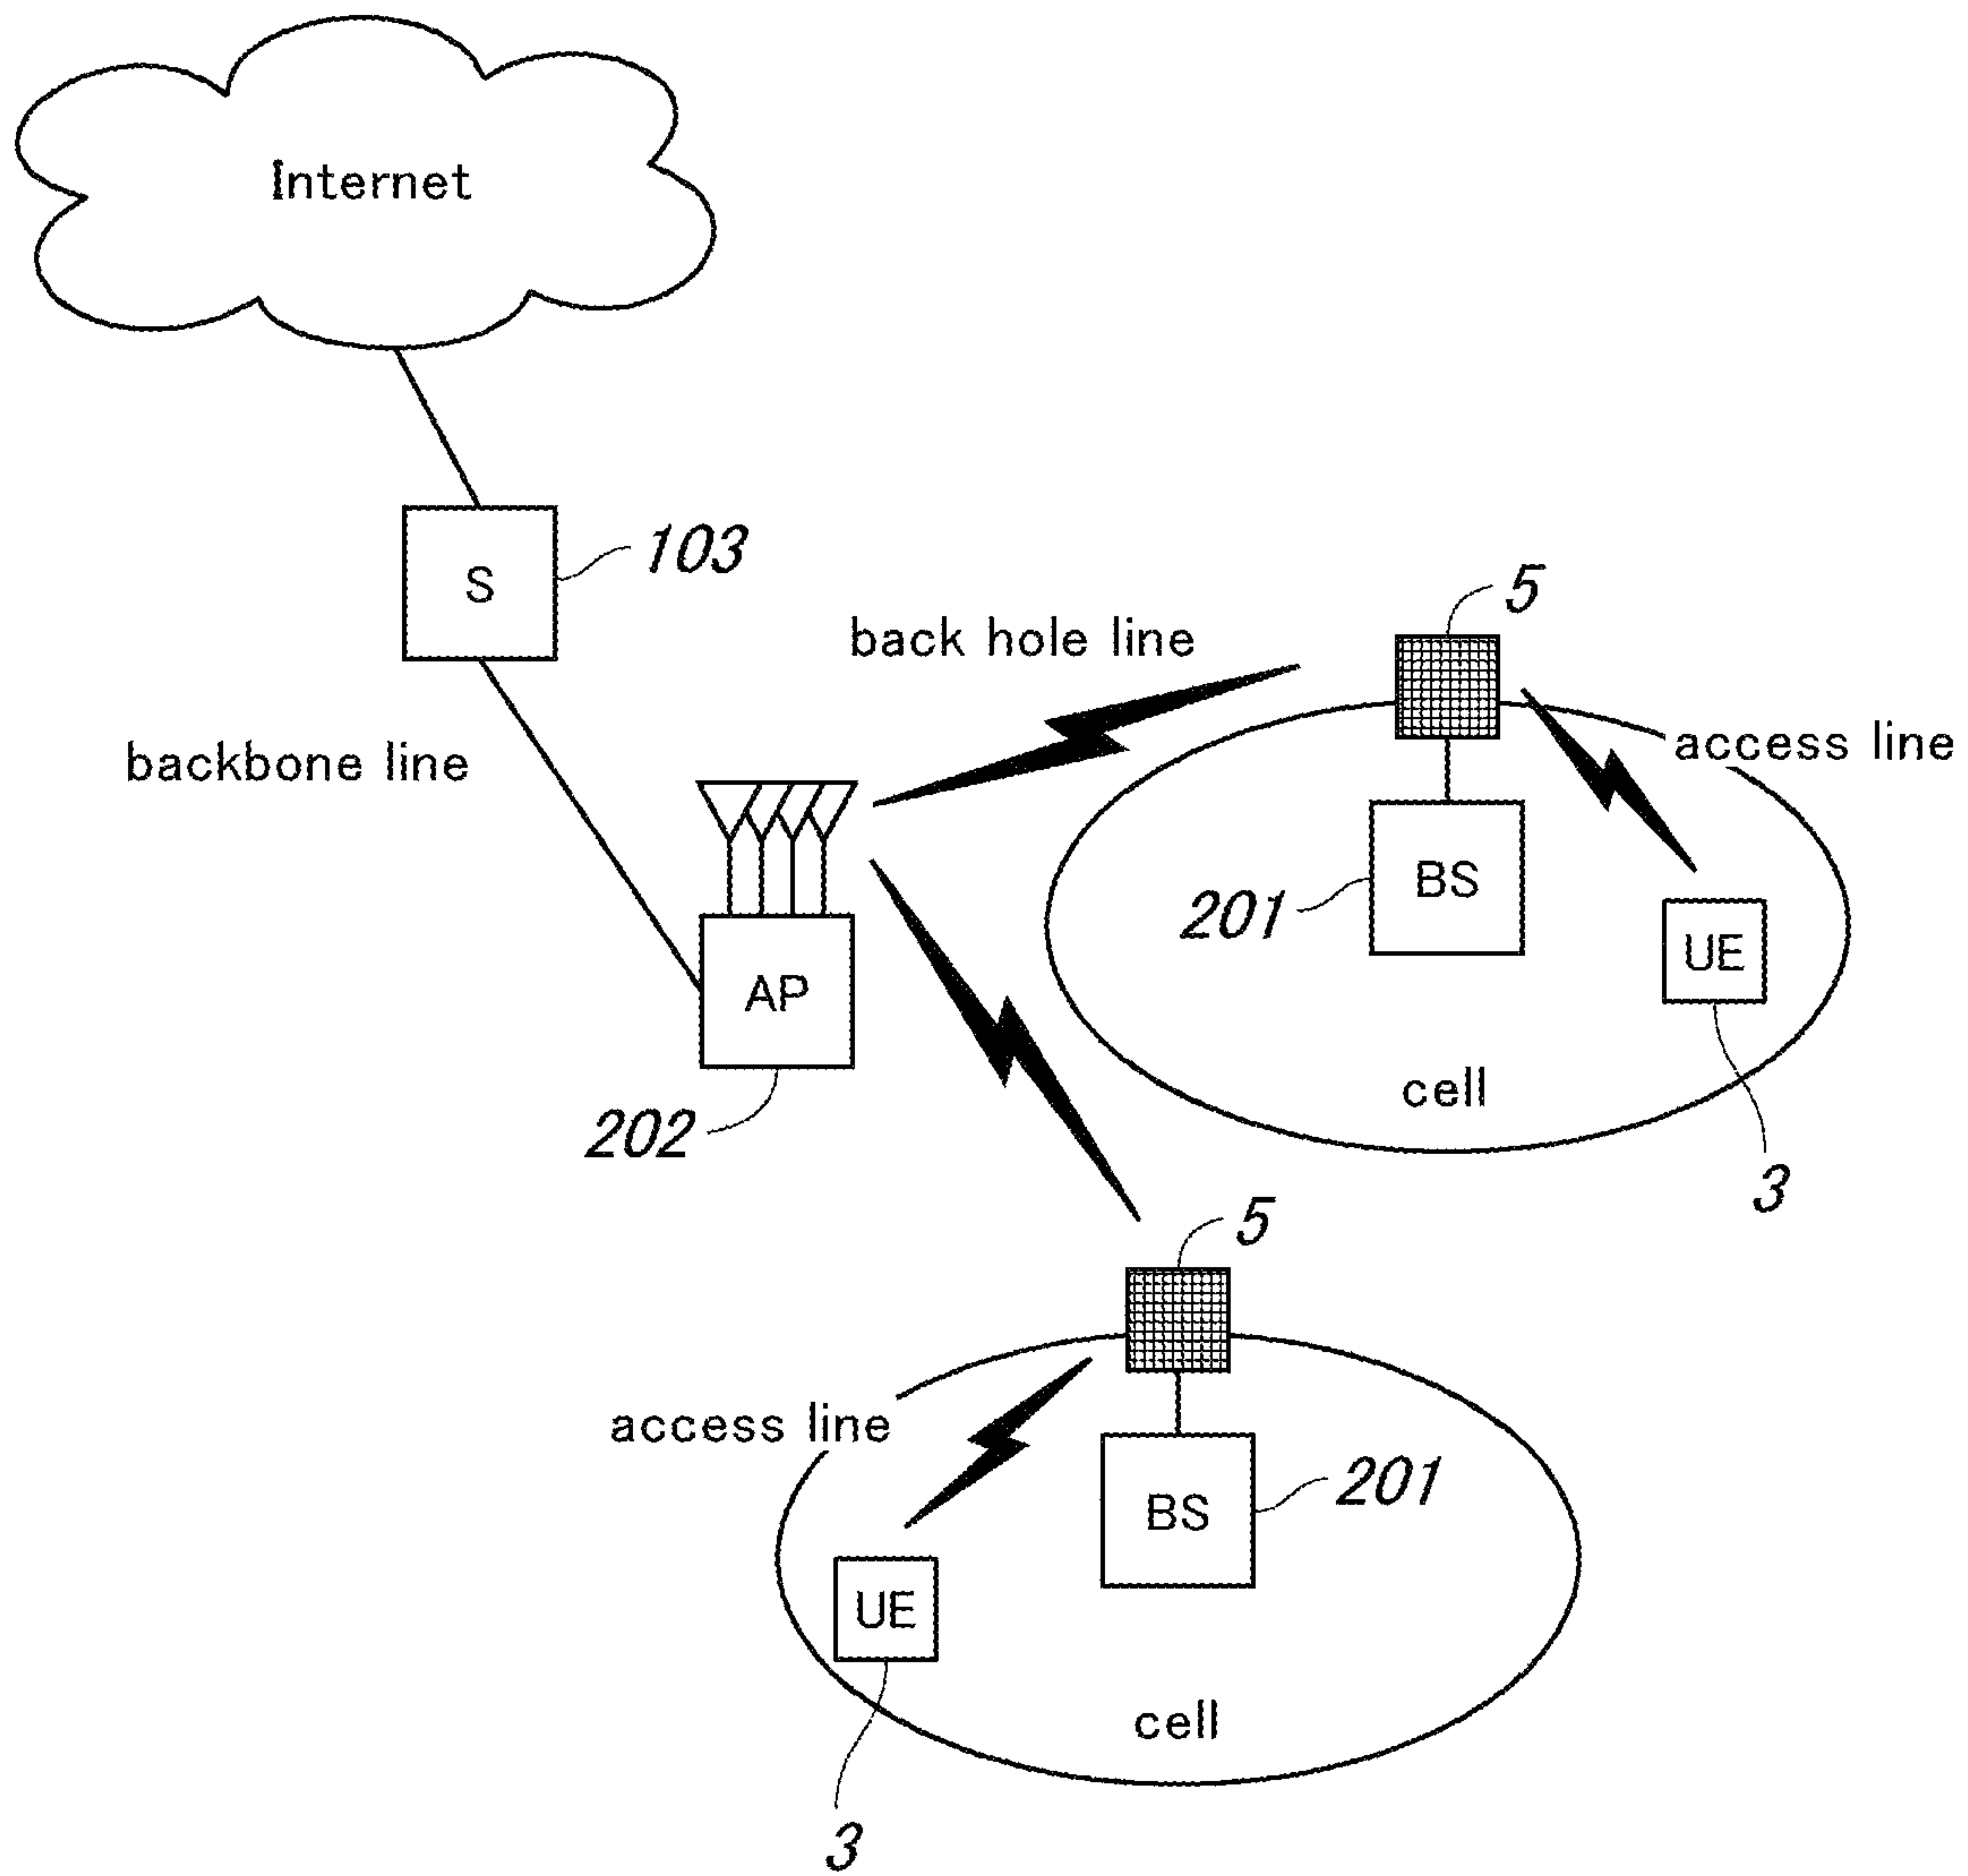 Internet
S
103
5
back hole line
access line
backbone line
BS
201
UE
AP
cell
202
3
5
access line
BS
201
UE
cell
3